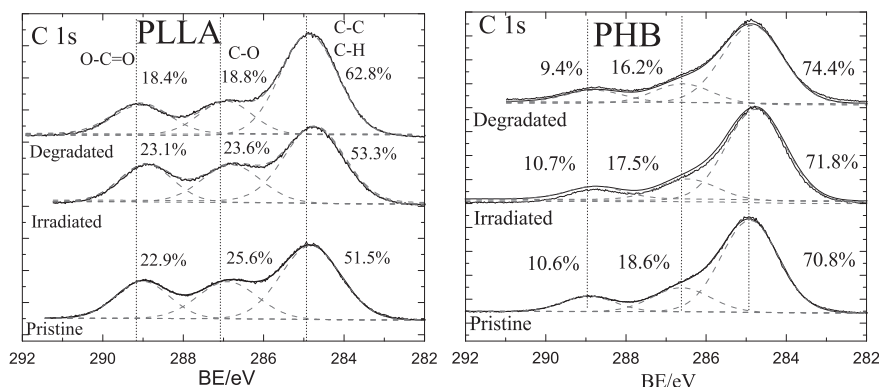 C 1s PLLA
O-C=O C-O C-C
C-H
18.4% 18.8% 62.8%
Degradated
23.1% 23.6% 53.3%
Irradiated
22.9% 25.6% 51.5%
Pristine
292 290 288 286 284 282
BE/eV
C 1s PHB
9.4% 16.2% 74.4%
Degradated
10.7% 17.5% 71.8%
Irradiated
10.6% 18.6% 70.8%
Pristine
292 290 288 286 284 282
BE/eV